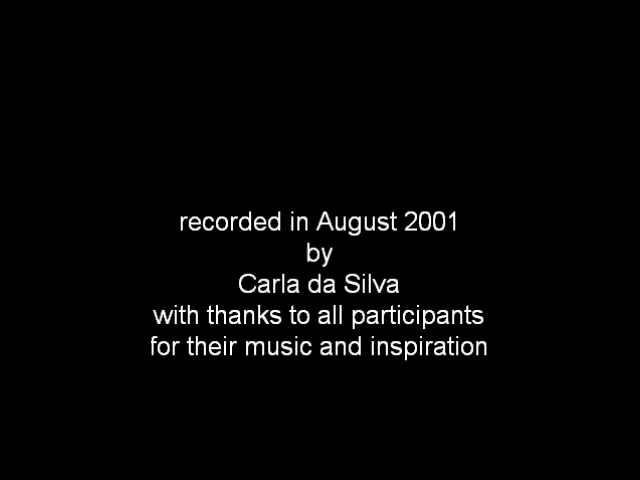 recorded in August 2001
by
Carla da Silva
with thanks to all participants
for their music and inspiration